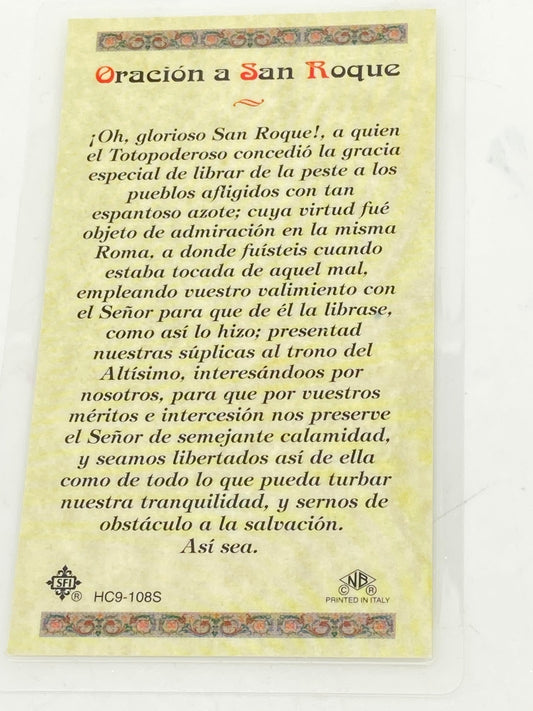 Oración a San Roque
¡Oh, glorioso San Roque!, a quien
el Totopoderoso concedió la gracia
especial de librar de la peste a los
pueblos afligidos con tan
espantoso azote; cuya virtud fué
objeto de admiración en la misma
Roma, a donde fuísteis cuando
estaba tocada de aquel mal,
empleando vuestro valimiento con
el Señor para que de él la librase,
como así lo hizo; presentad
nuestras súplicas al trono del
Altísimo, interesándoos por
nosotros, para que por vuestros
méritos e intercesión nos preserve
el Señor de semejante calamidad,
y seamos libertados así de ella
como de todo lo que pueda turbar
nuestra tranquilidad, y sernos de
obstáculo a la salvación.
Así sea.
SFI ® HC9-108S
NB © ®
PRINTED IN ITALY